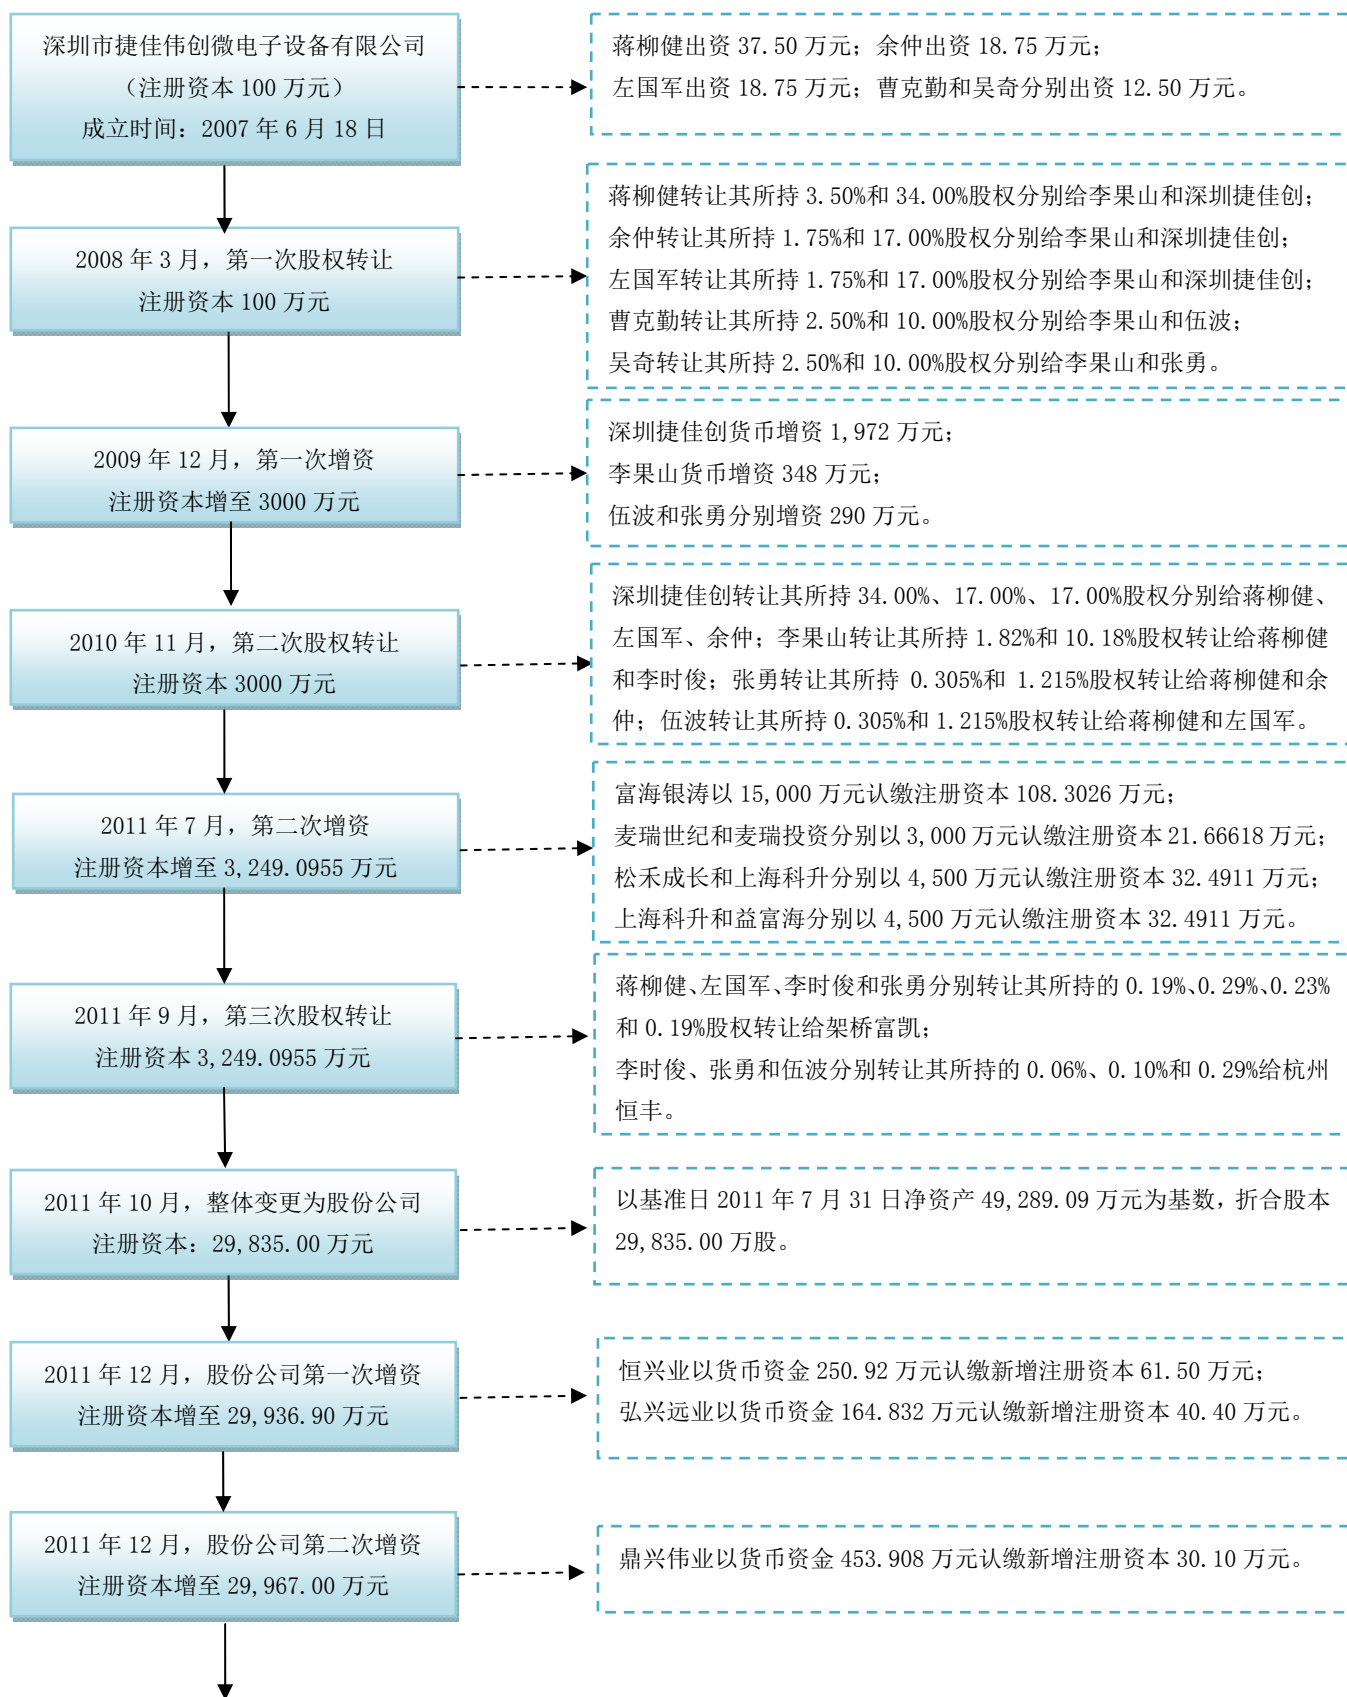 深圳市捷佳伟创微电子设备有限公司
（注册资本 100 万元）
成立时间：2007 年 6 月 18 日
蒋柳健出资 37.50 万元；余仲出资 18.75 万元；
左国军出资 18.75 万元；曹克勤和吴奇分别出资 12.50 万元。
2008 年 3 月，第一次股权转让
注册资本 100 万元
蒋柳健转让其所持 3.50%和 34.00%股权分别给李果山和深圳捷佳创；
余仲转让其所持 1.75%和 17.00%股权分别给李果山和深圳捷佳创；
左国军转让其所持 1.75%和 17.00%股权分别给李果山和深圳捷佳创；
曹克勤转让其所持 2.50%和 10.00%股权分别给李果山和伍波；
吴奇转让其所持 2.50%和 10.00%股权分别给李果山和张勇。
2009 年 12 月，第一次增资
注册资本增至 3000 万元
深圳捷佳创货币增资 1,972 万元；
李果山货币增资 348 万元；
伍波和张勇分别增资 290 万元。
2010 年 11 月，第二次股权转让
注册资本 3000 万元
深圳捷佳创转让其所持 34.00%、17.00%、17.00%股权分别给蒋柳健、
左国军、余仲；李果山转让其所持 1.82%和 10.18%股权转让给蒋柳健
和李时俊；张勇转让其所持 0.305%和 1.215%股权转让给蒋柳健和余
仲；伍波转让其所持 0.305%和 1.215%股权转让给蒋柳健和左国军。
2011 年 7 月，第二次增资
注册资本增至 3,249.0955 万元
富海银涛以 15,000 万元认缴注册资本 108.3026 万元；
麦瑞世纪和麦瑞投资分别以 3,000 万元认缴注册资本 21.66618 万元；
松禾成长和上海科升分别以 4,500 万元认缴注册资本 32.4911 万元；
上海科升和益富海分别以 4,500 万元认缴注册资本 32.4911 万元。
2011 年 9 月，第三次股权转让
注册资本 3,249.0955 万元
蒋柳健、左国军、李时俊和张勇分别转让其所持的 0.19%、0.29%、0.23%
和 0.19%股权转让给架桥富凯；
李时俊、张勇和伍波分别转让其所持的 0.06%、0.10%和 0.29%给杭州
恒丰。
2011 年 10 月，整体变更为股份公司
注册资本：29,835.00 万元
以基准日 2011 年 7 月 31 日净资产 49,289.09 万元为基数，折合股本
29,835.00 万股。
2011 年 12 月，股份公司第一次增资
注册资本增至 29,936.90 万元
恒兴业以货币资金 250.92 万元认缴新增注册资本 61.50 万元；
弘兴远业以货币资金 164.832 万元认缴新增注册资本 40.40 万元。
2011 年 12 月，股份公司第二次增资
注册资本增至 29,967.00 万元
鼎兴伟业以货币资金 453.908 万元认缴新增注册资本 30.10 万元。